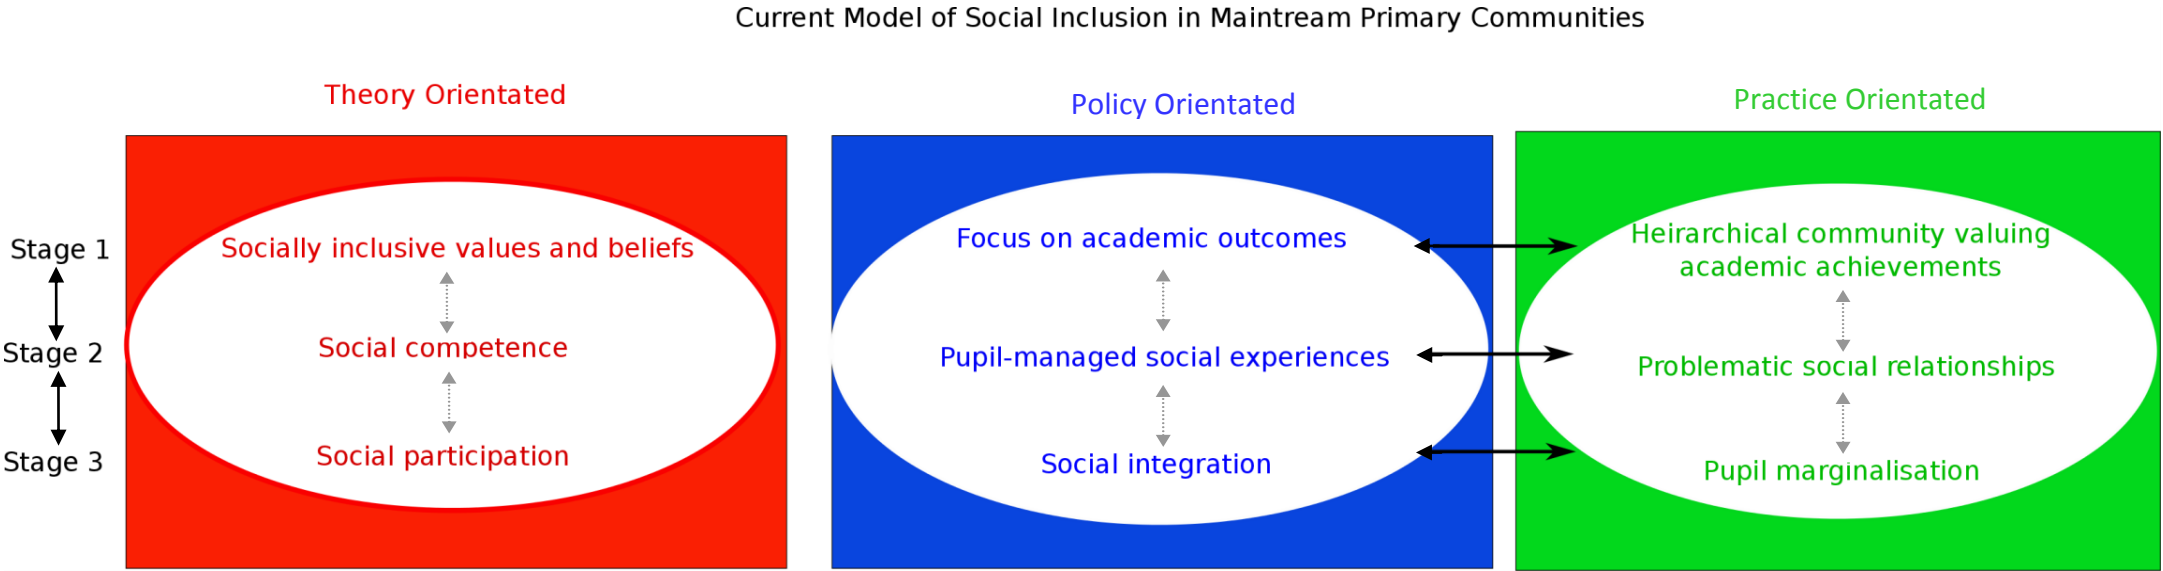 Current Model of Social Inclusion in Maintream Primary Communities
Theory Orientated
Policy Orientated
Practice Orientated
Stage 1
Socially inclusive values and beliefs
Focus on academic outcomes
Heirarchical community valuing
academic achievements
Stage 2
Social competence
Pupil-managed social experiences
Problematic social relationships
Stage 3
Social participation
Social integration
Pupil marginalisation